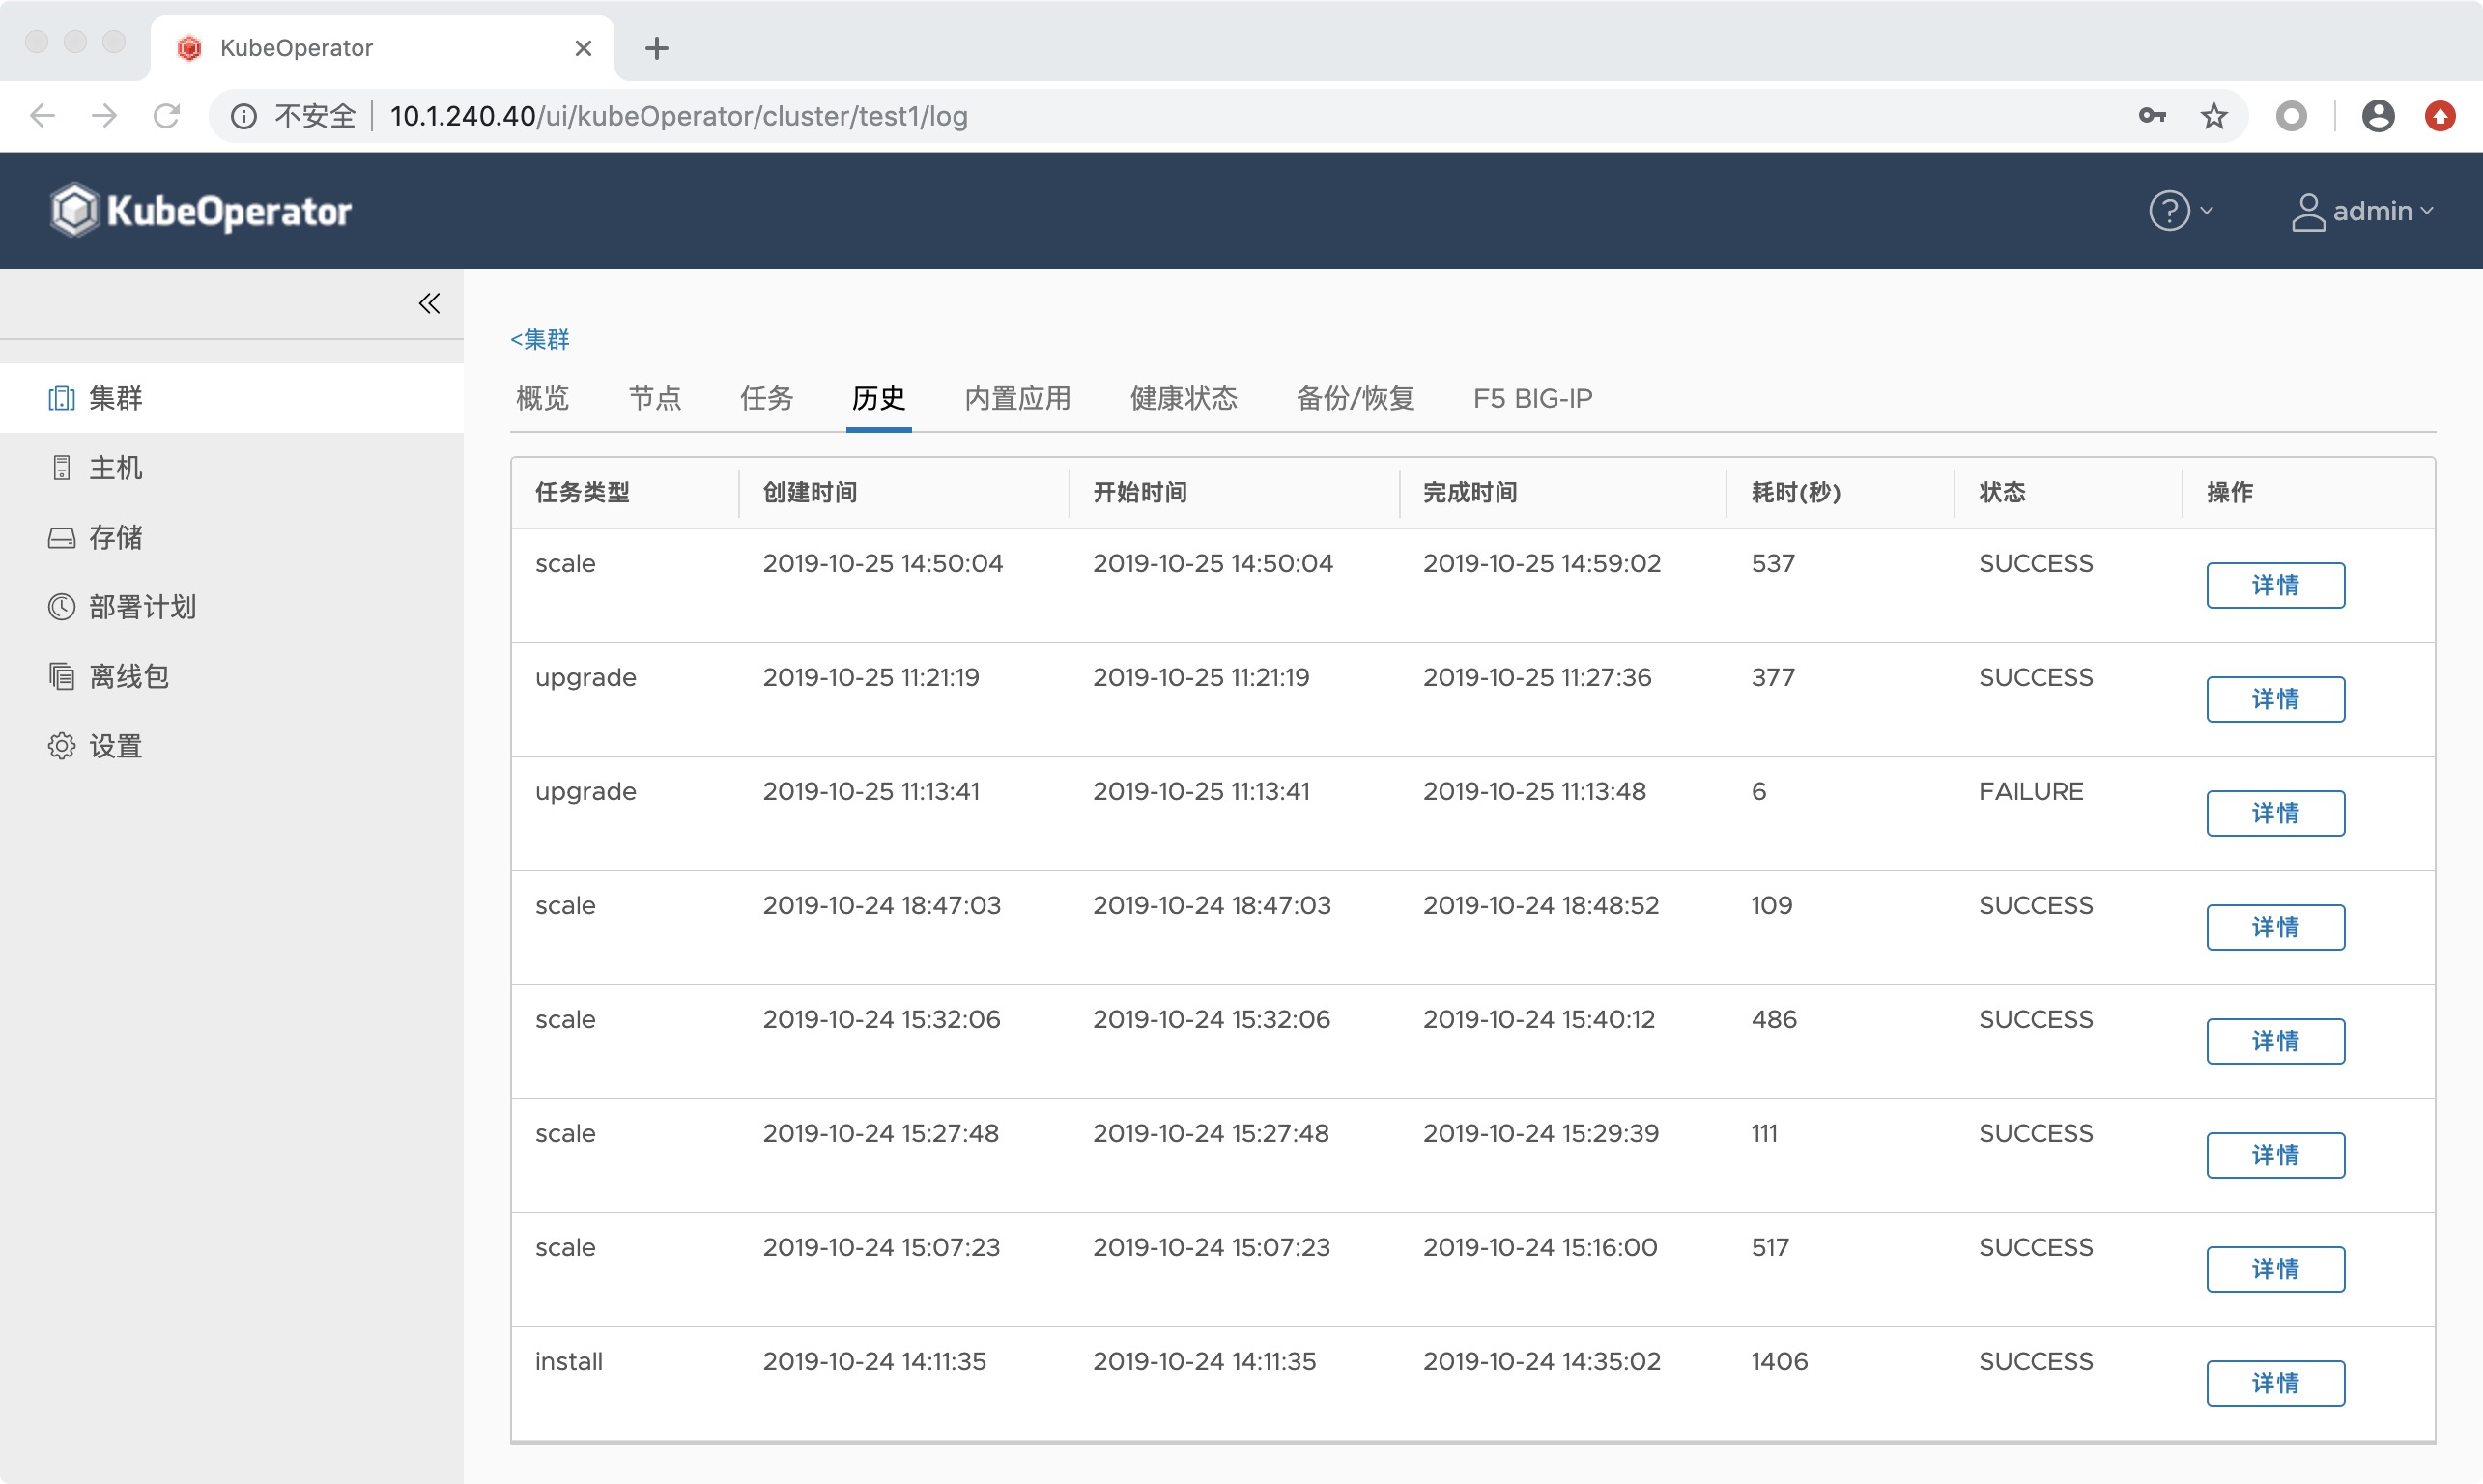 KubeOperator
不安全 10.1.240.40/ui/kubeOperator/cluster/test1/log
KubeOperator
admin
集群
主机
存储
部署计划
离线包
设置
<集群
概览 节点 任务 历史 内置应用 健康状态 备份/恢复 F5 BIG-IP
任务类型 创建时间 开始时间 完成时间 耗时(秒) 状态 操作
scale 2019-10-25 14:50:04 2019-10-25 14:50:04 2019-10-25 14:59:02 537 SUCCESS 详情
upgrade 2019-10-25 11:21:19 2019-10-25 11:21:19 2019-10-25 11:27:36 377 SUCCESS 详情
upgrade 2019-10-25 11:13:41 2019-10-25 11:13:41 2019-10-25 11:13:48 6 FAILURE 详情
scale 2019-10-24 18:47:03 2019-10-24 18:47:03 2019-10-24 18:48:52 109 SUCCESS 详情
scale 2019-10-24 15:32:06 2019-10-24 15:32:06 2019-10-24 15:40:12 486 SUCCESS 详情
scale 2019-10-24 15:27:48 2019-10-24 15:27:48 2019-10-24 15:29:39 111 SUCCESS 详情
scale 2019-10-24 15:07:23 2019-10-24 15:07:23 2019-10-24 15:16:00 517 SUCCESS 详情
install 2019-10-24 14:11:35 2019-10-24 14:11:35 2019-10-24 14:35:02 1406 SUCCESS 详情